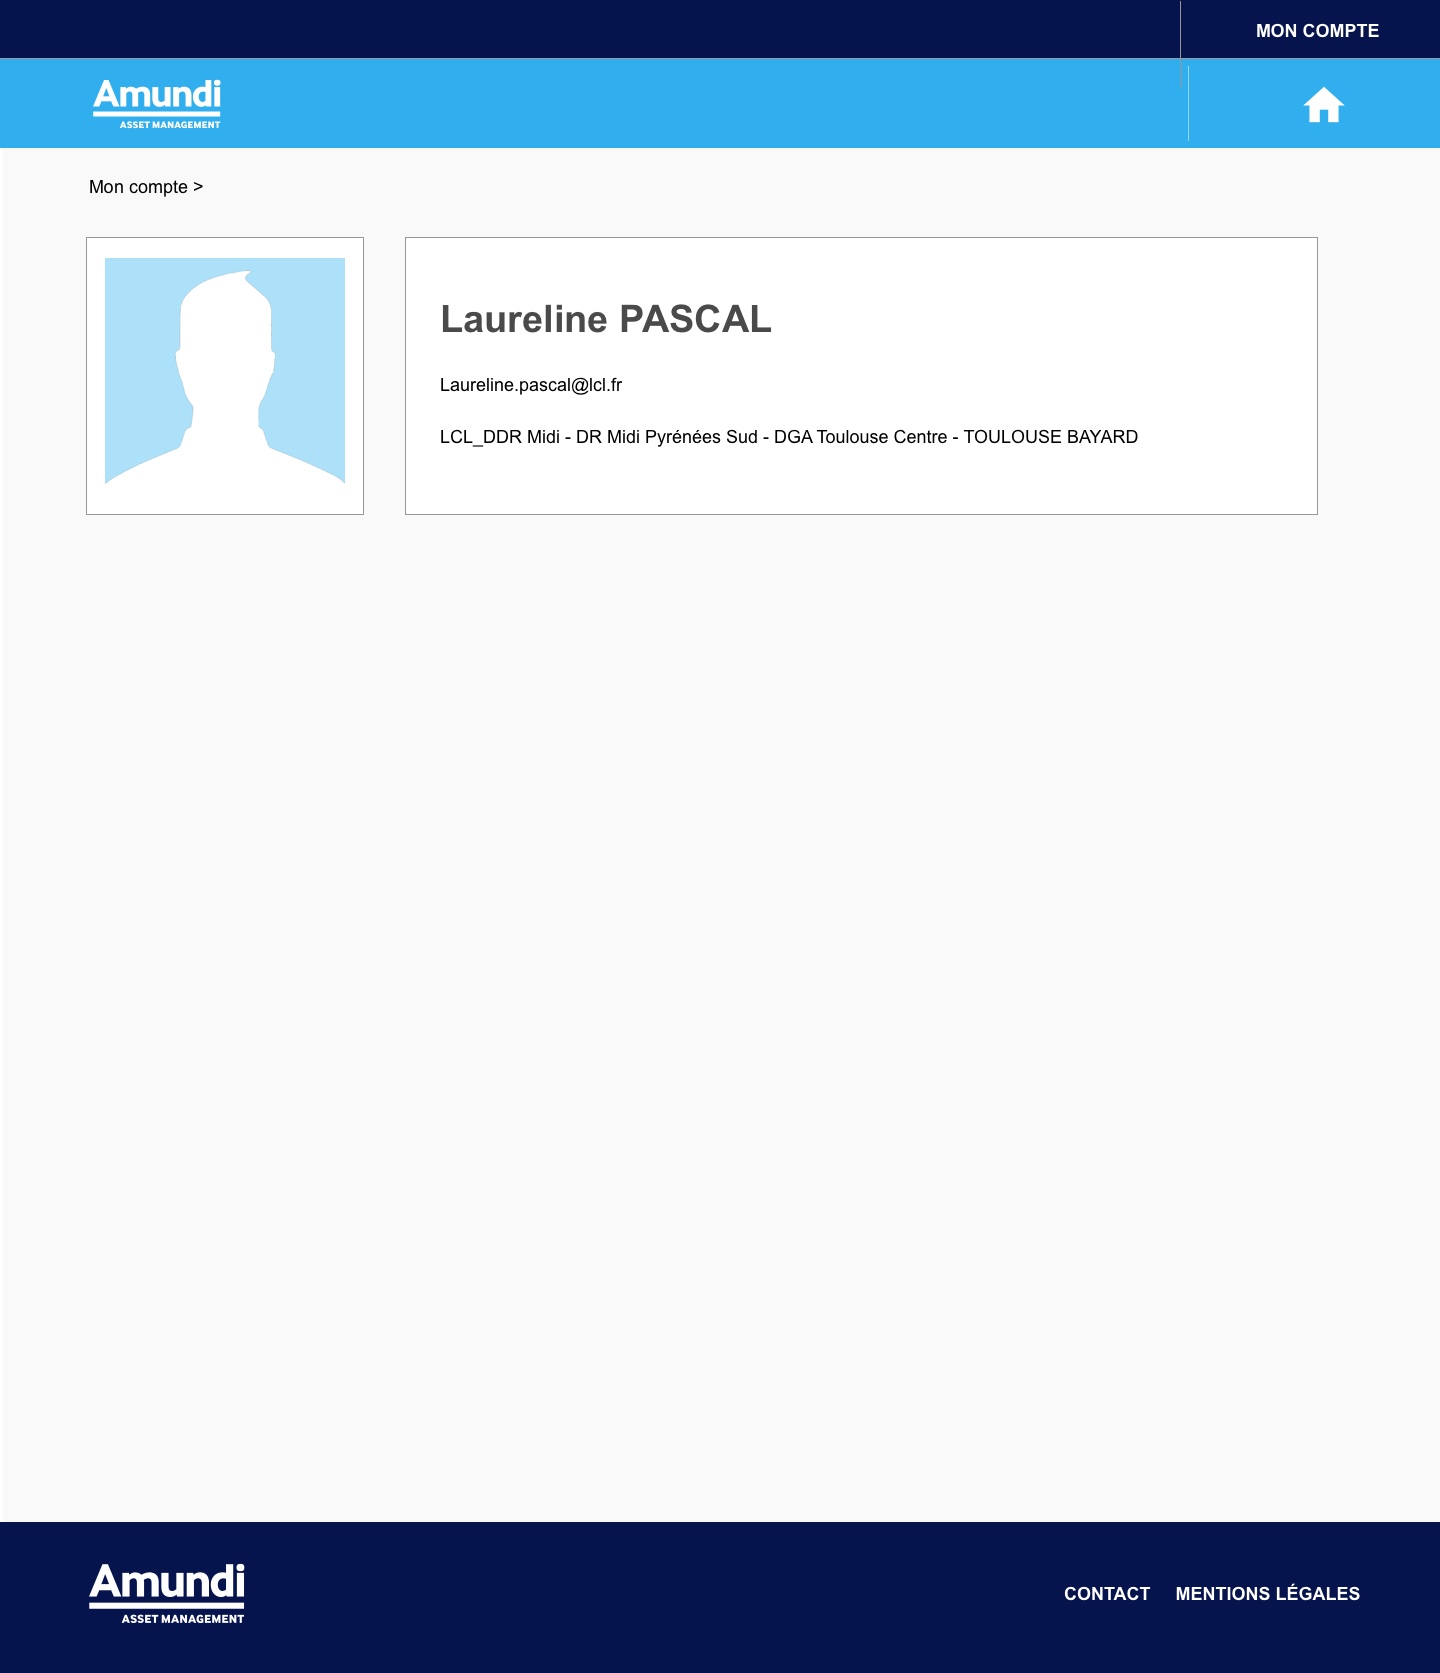 MON COMPTE
Amundi
ASSET MANAGEMENT
Mon compte >
Laureline PASCAL
Laureline.pascal@lcl.fr
LCL_DDR Midi - DR Midi Pyrénées Sud - DGA Toulouse Centre - TOULOUSE BAYARD
Amundi
ASSET MANAGEMENT
CONTACT MENTIONS LÉGALES